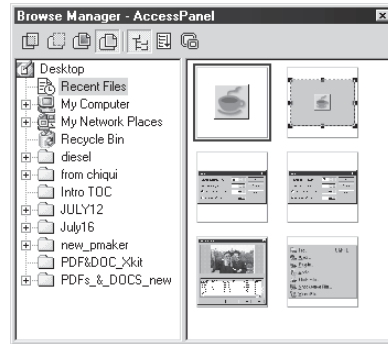 Browse Manager - AccessPanel
Desktop
Recent Files
My Computer
My Network Places
Recycle Bin
diesel
from chiqui
Intro TOC
JULY12
July16
new_pmaker
PDF&DOC_Xkit
PDFs_&_DOCS_new